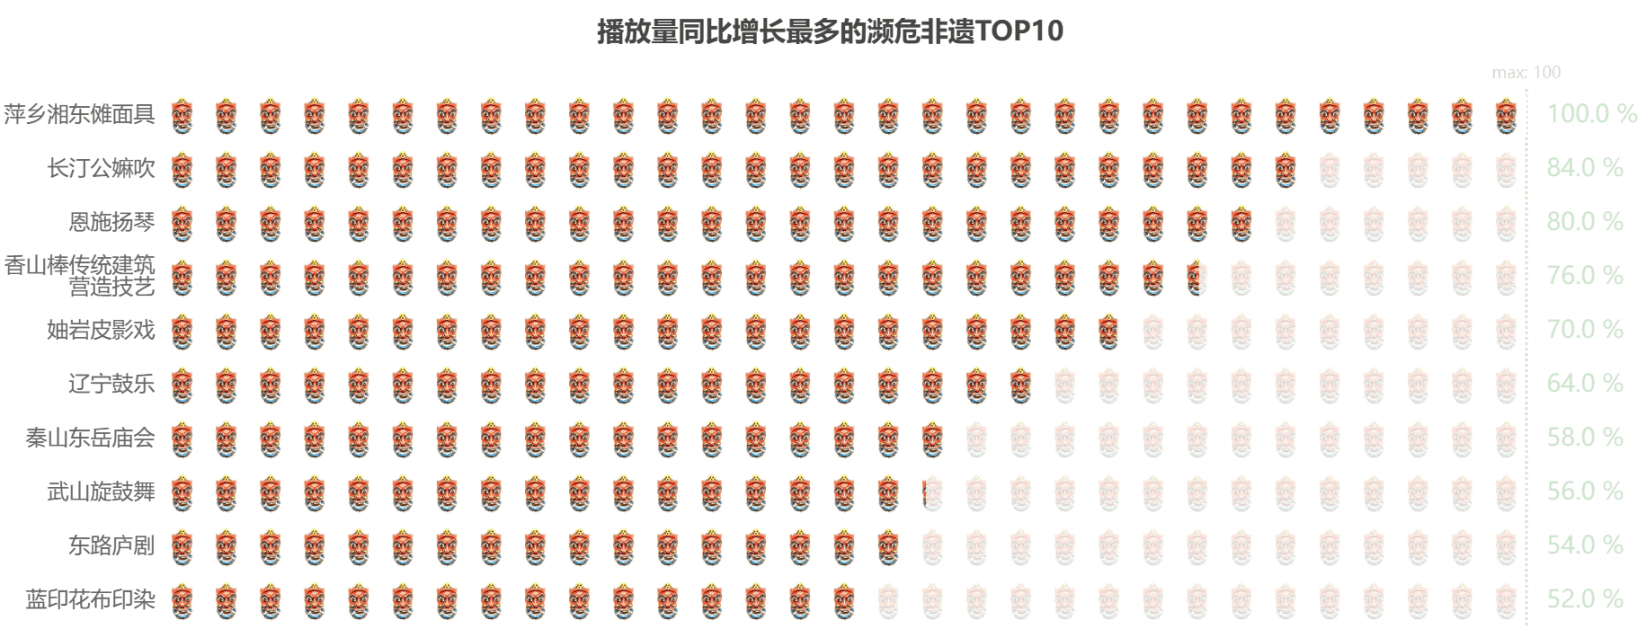 播放量同比增长最多的濒危非遗TOP10
max: 100
萍乡湘东傩面具 100.0 %
长汀公嫲吹 84.0 %
恩施扬琴 80.0 %
香山棒传统建筑
营造技艺 76.0 %
妯岩皮影戏 70.0 %
辽宁鼓乐 64.0 %
秦山东岳庙会 58.0 %
武山旋鼓舞 56.0 %
东路庐剧 54.0 %
蓝印花布印染 52.0 %